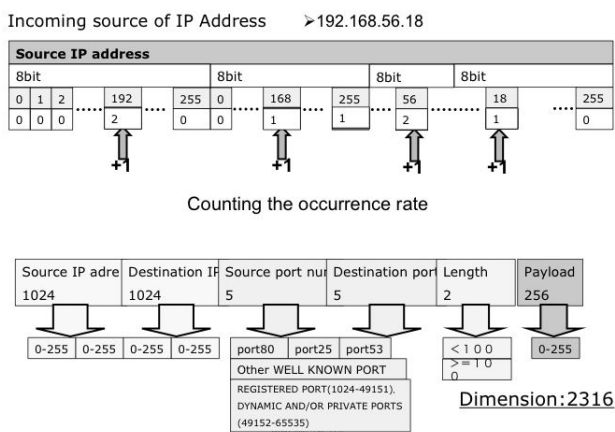 Incoming source of IP Address ➢192.168.56.18
Source IP address
8bit 8bit 8bit 8bit
0 1 2 ..... 192 .... 255 0 ..... 168 ...... 255 .... 56 ......... 18 ..... 255
0 0 0 2 0 0 1 1 2 1 0
+1 +1 +1 +1
Counting the occurrence rate
Source IP adre Destination IP Source port nur Destination port Length Payload
1024 1024 5 5 2 256
0-255 0-255 0-255 0-255 port80 port25 port53 <100 0-255
Other WELL KNOWN PORT >=10
0
REGISTERED PORT(1024-49151),
DYNAMIC AND/OR PRIVATE PORTS
(49152-65535)
Dimension:2316